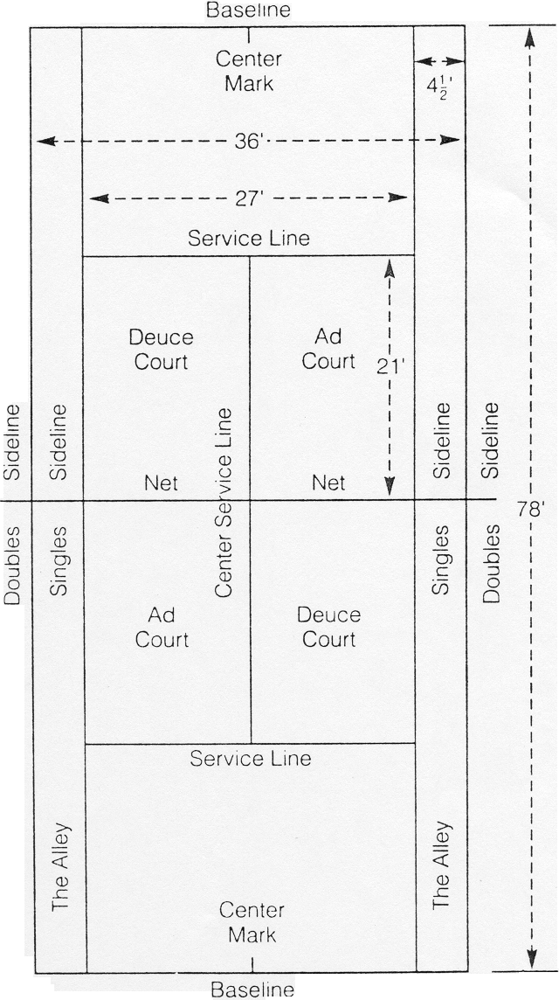 Baseline
Center
Mark
4½'
36'
27'
Service Line
Deuce
Court
Ad
Court
21'
Sideline
Sideline
Center Service Line
Sideline
Sideline
Net
Net
78'
Doubles
Singles
Singles
Doubles
Ad
Court
Deuce
Court
Service Line
The Alley
The Alley
Center
Mark
Baseline